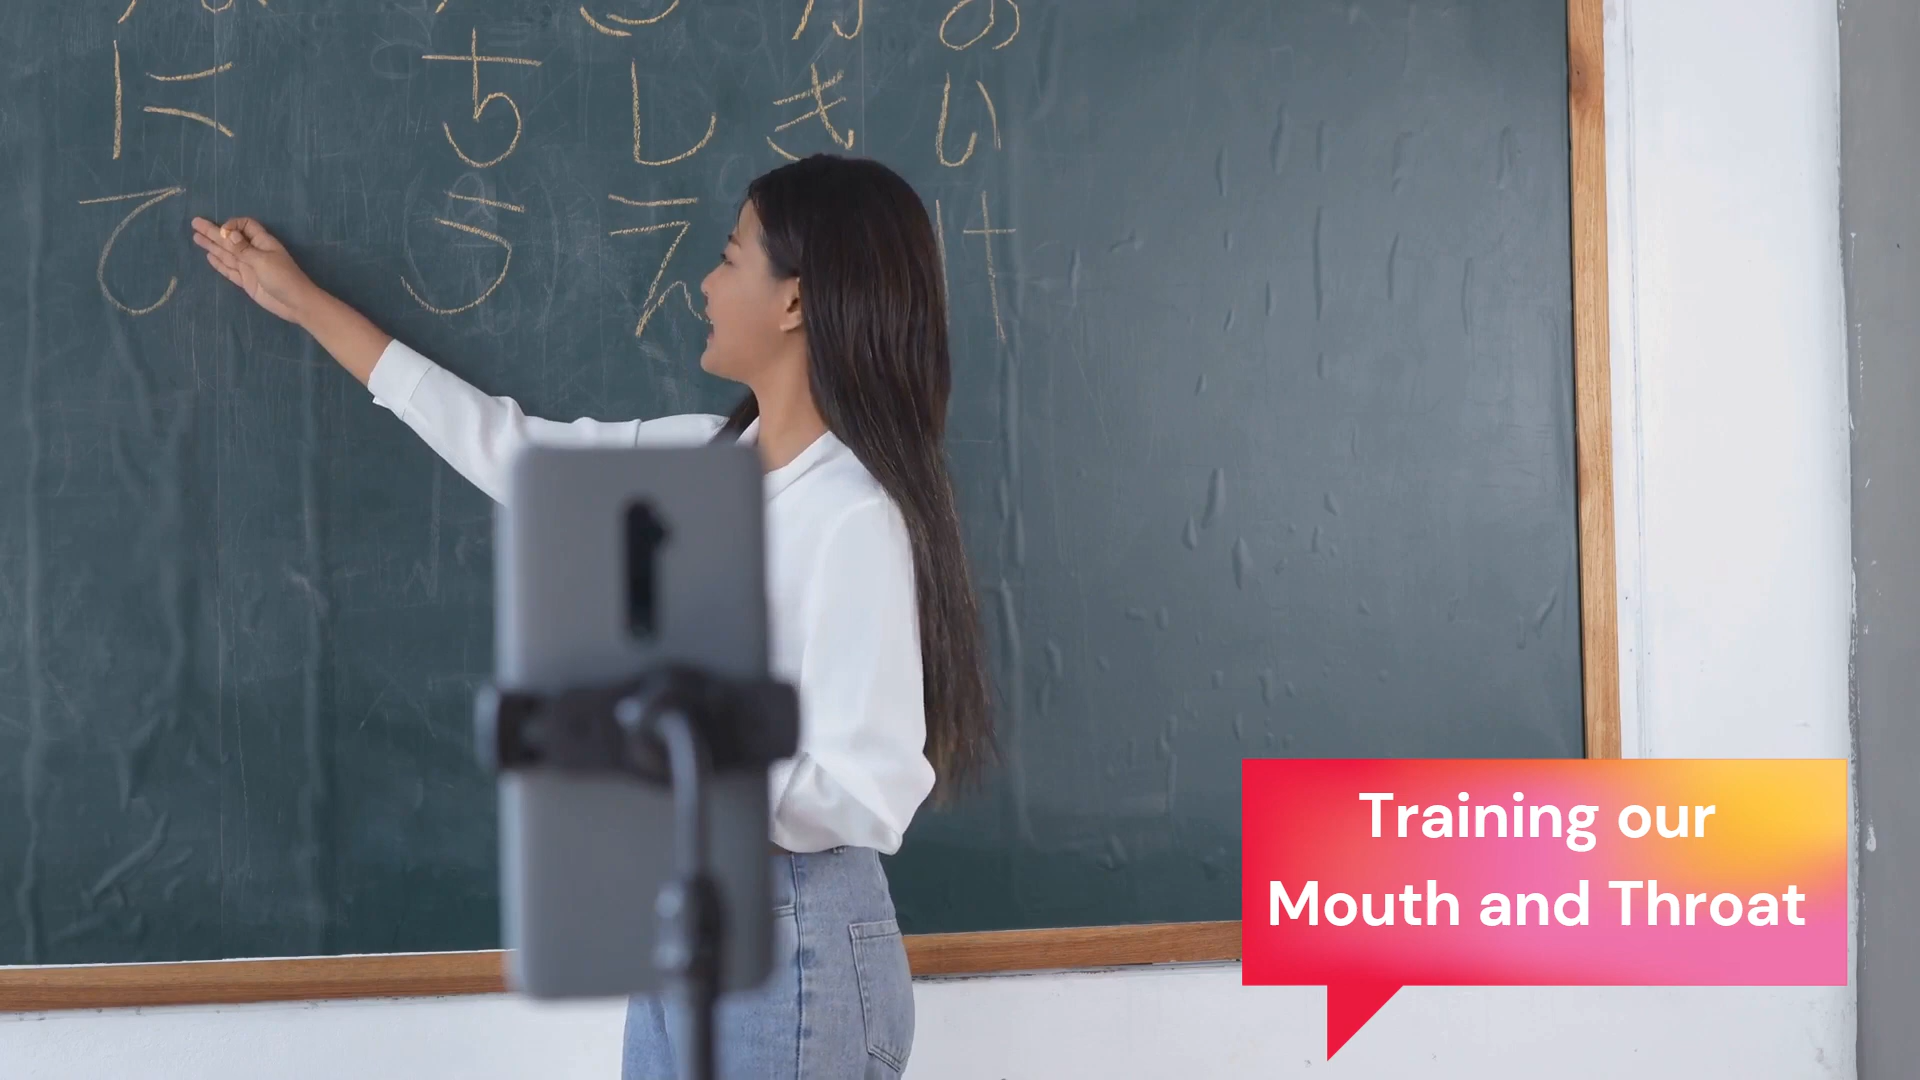 に ち し き い
て う え け
Training our
Mouth and Throat